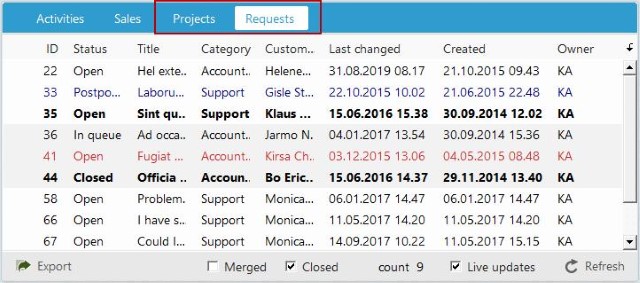 Activities Sales Projects Requests
ID Status Title Category Custom... Last changed Created Owner
22 Open Hel exte.. Account.. Helene... 31.08.2019 08.17 21.10.2015 09.43 KA
33 Postpo... Laboru... Support Gisle St... 22.10.2015 10.02 21.06.2015 22.48 KA
35 Open Sint qu.. Support Klaus ... 15.06.2016 15.38 30.09.2014 12.02 KA
36 In queue Ad occa.. Account.. Jarmo N. 04.01.2017 13.54 30.09.2014 15.36 KA
41 Open Fugiat ... Account.. Kirsa Ch.. 03.12.2015 13.06 04.05.2015 08.48 KA
44 Closed Officia .. Accoun.. Bo Eric.. 15.06.2016 14.37 29.11.2014 13.40 KA
58 Open Problem. Support Monica... 06.01.2017 14.47 06.01.2017 14.47 KA
66 Open I have s.. Support Monica... 11.05.2017 14.20 11.05.2017 14.20 KA
67 Open Could I... Support Monica... 14.09.2017 10.22 11.05.2017 15.15 KA
Export Merged Closed count 9 Live updates Refresh